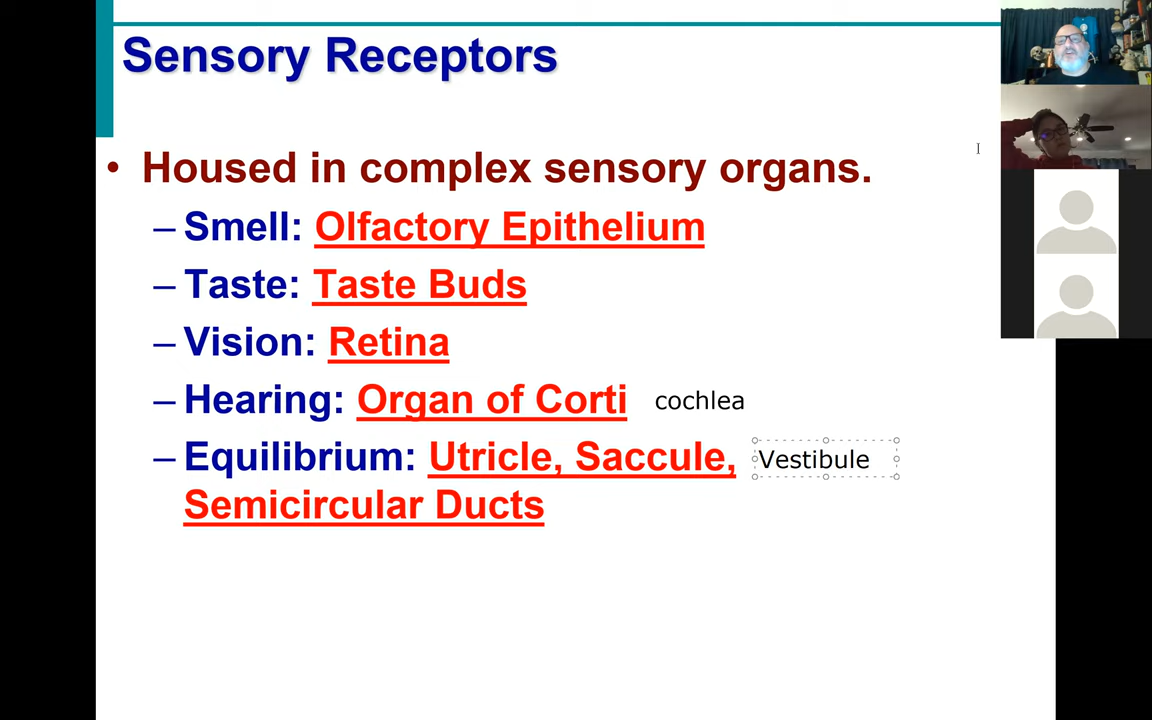 Sensory Receptors
• Housed in complex sensory organs.
– Smell: Olfactory Epithelium
– Taste: Taste Buds
– Vision: Retina
– Hearing: Organ of Corti cochlea
– Equilibrium: Utricle, Saccule, Vestibule
Semicircular Ducts